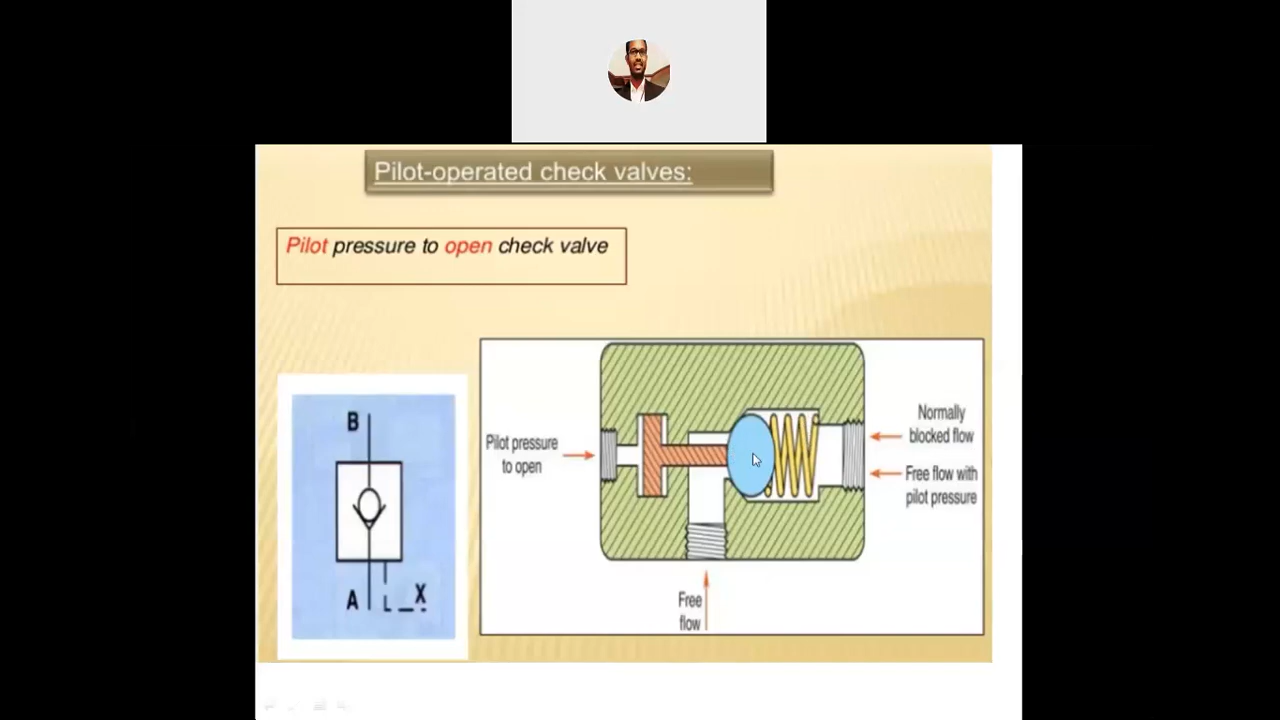 Pilot-operated check valves:
Pilot pressure to open check valve
B
A
X
Pilot pressure
to open
Normally
blocked flow
Free flow with
pilot pressure
Free
flow